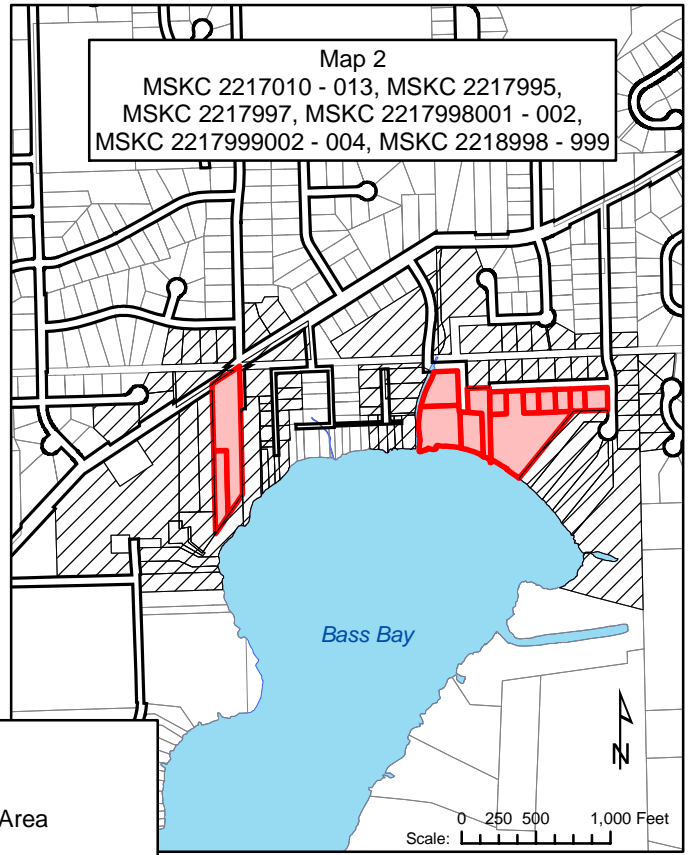 Map 2
MSKC 2217010 - 013, MSKC 2217995,
MSKC 2217997, MSKC 2217998001 - 002,
MSKC 2217999002 - 004, MSKC 2218998 - 999
Bass Bay
N
Area
0 250 500 1,000 Feet
Scale: